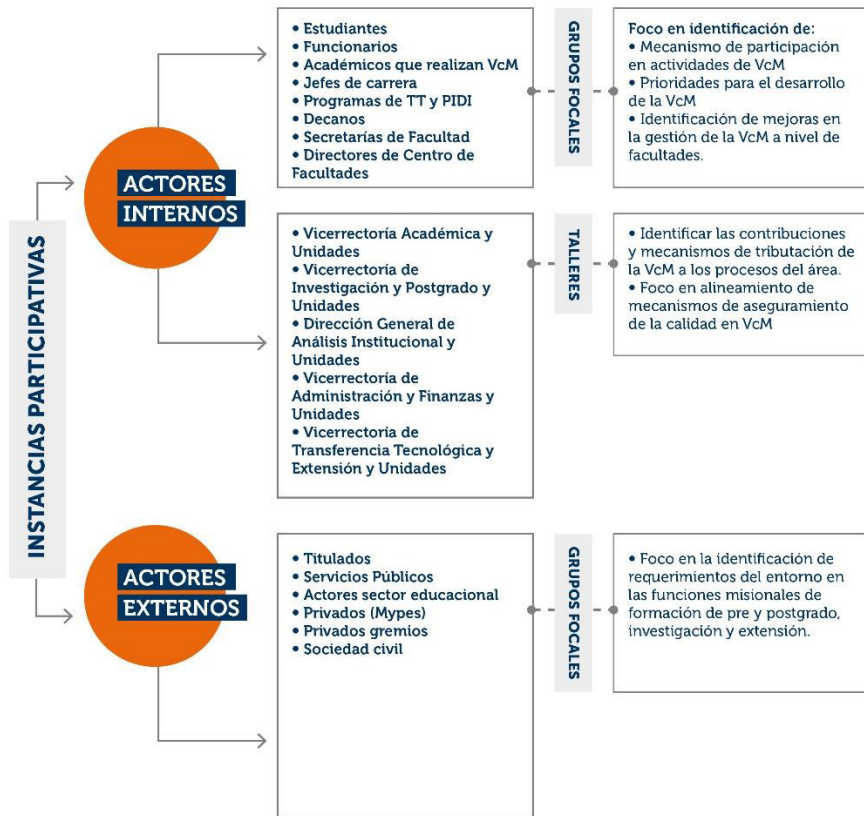 INSTANCIAS PARTICIPATIVAS
ACTORES
INTERNOS
• Estudiantes
• Funcionarios
• Académicos que realizan VcM
• Jefes de carrera
• Programas de TT y PIDI
• Decanos
• Secretarías de Facultad
• Directores de Centro de
Facultades
GRUPOS FOCALES
Foco en identificación de:
• Mecanismo de participación
en actividades de VcM
• Prioridades para el desarrollo
de la VcM
• Identificación de mejoras en
la gestión de la VcM a nivel de
facultades.
• Vicerrectoría Académica y
Unidades
• Vicerrectoría de
Investigación y Postgrado y
Unidades
• Dirección General de
Análisis Institucional y
Unidades
• Vicerrectoría de
Administración y Finanzas y
Unidades
• Vicerrectoría de
Transferencia Tecnológica y
Extensión y Unidades
TALLERES
• Identificar las contribuciones
y mecanismos de tributación de
la VcM a los procesos del área.
• Foco en alineamiento de
mecanismos de aseguramiento
de la calidad en VcM
ACTORES
EXTERNOS
• Titulados
• Servicios Públicos
• Actores sector educacional
• Privados (Mypes)
• Privados gremios
• Sociedad civil
GRUPOS FOCALES
• Foco en la identificación de
requerimientos del entorno en
las funciones misionales de
formación de pre y postgrado,
investigación y extensión.